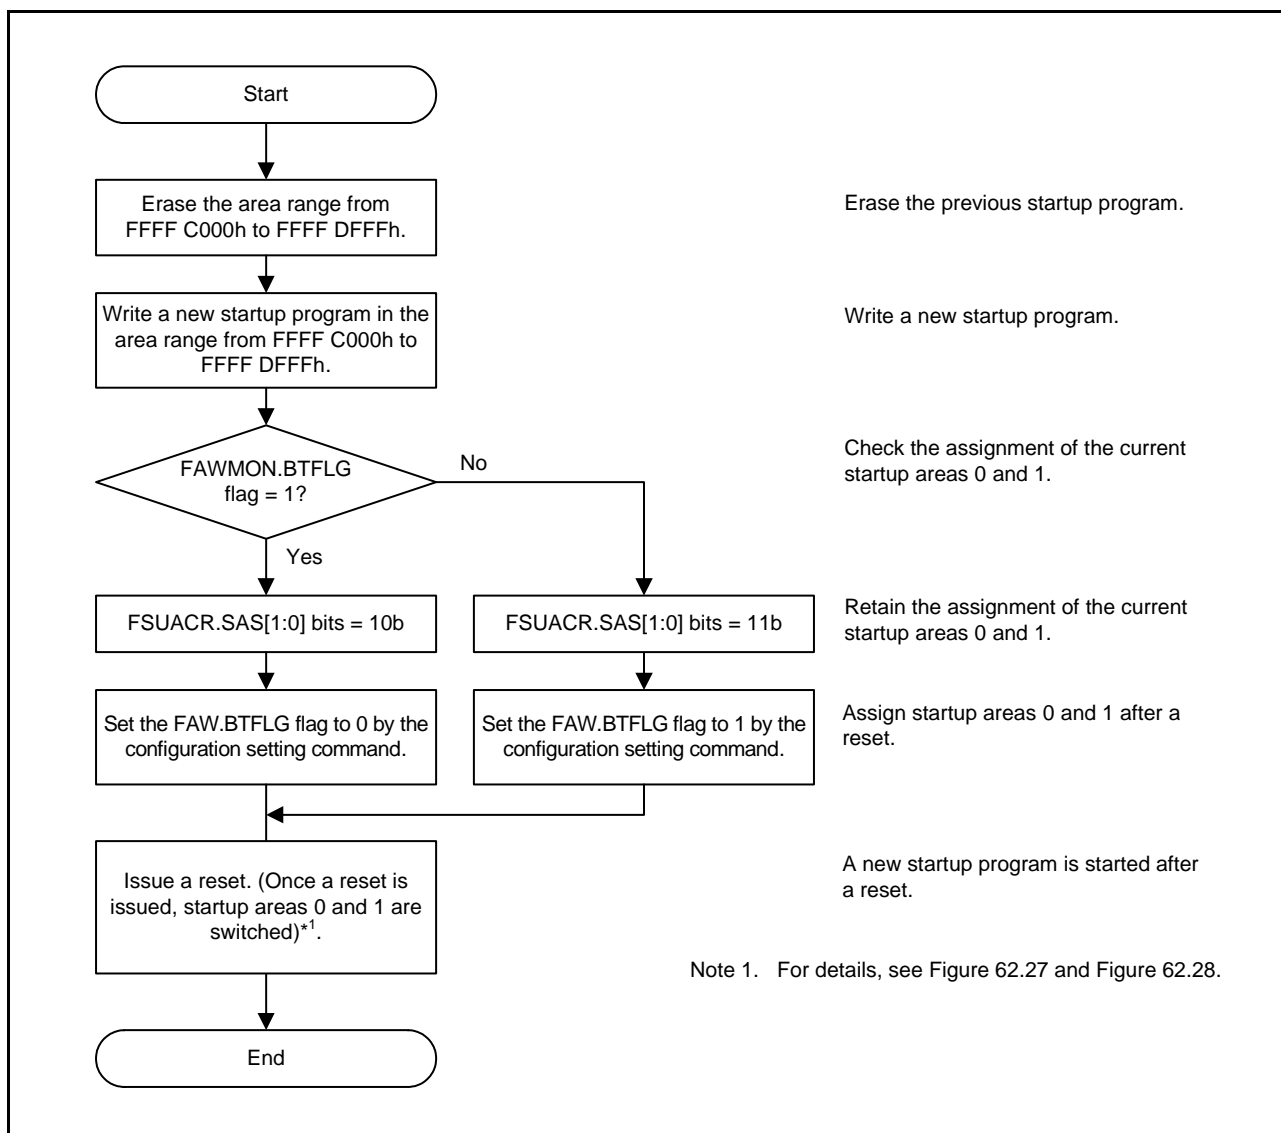 Start
Erase the area range from
FFFF C000h to FFFF DFFFh.
Erase the previous startup program.
Write a new startup program in the
area range from FFFF C000h to
FFFF DFFFh.
Write a new startup program.
FAWMON.BTFLG
flag = 1?
No
Yes
Check the assignment of the current
startup areas 0 and 1.
FSUACR.SAS[1:0] bits = 10b
FSUACR.SAS[1:0] bits = 11b
Retain the assignment of the current
startup areas 0 and 1.
Set the FAW.BTFLG flag to 0 by the
configuration setting command.
Set the FAW.BTFLG flag to 1 by the
configuration setting command.
Assign startup areas 0 and 1 after a
reset.
Issue a reset. (Once a reset is
issued, startup areas 0 and 1 are
switched)*1.
A new startup program is started after
a reset.
Note 1. For details, see Figure 62.27 and Figure 62.28.
End